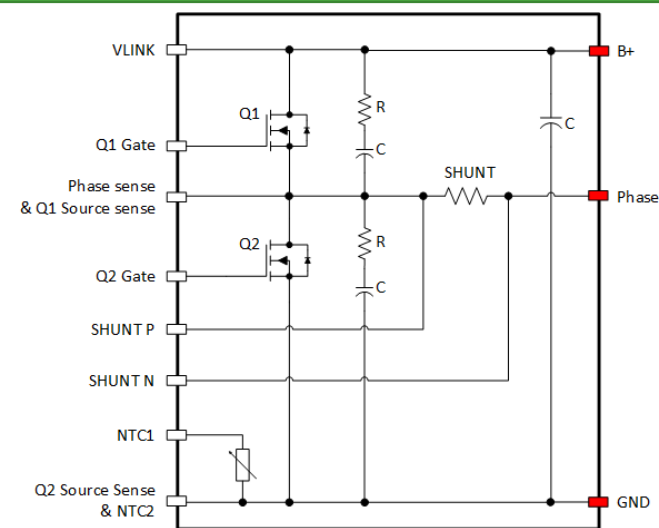 VLINK
B+
Q1
R
C
C
Q1 Gate
SHUNT
Phase sense
& Q1 Source sense
Phase
Q2
R
Q2 Gate
C
SHUNT P
SHUNT N
NTC1
Q2 Source Sense
& NTC2
GND